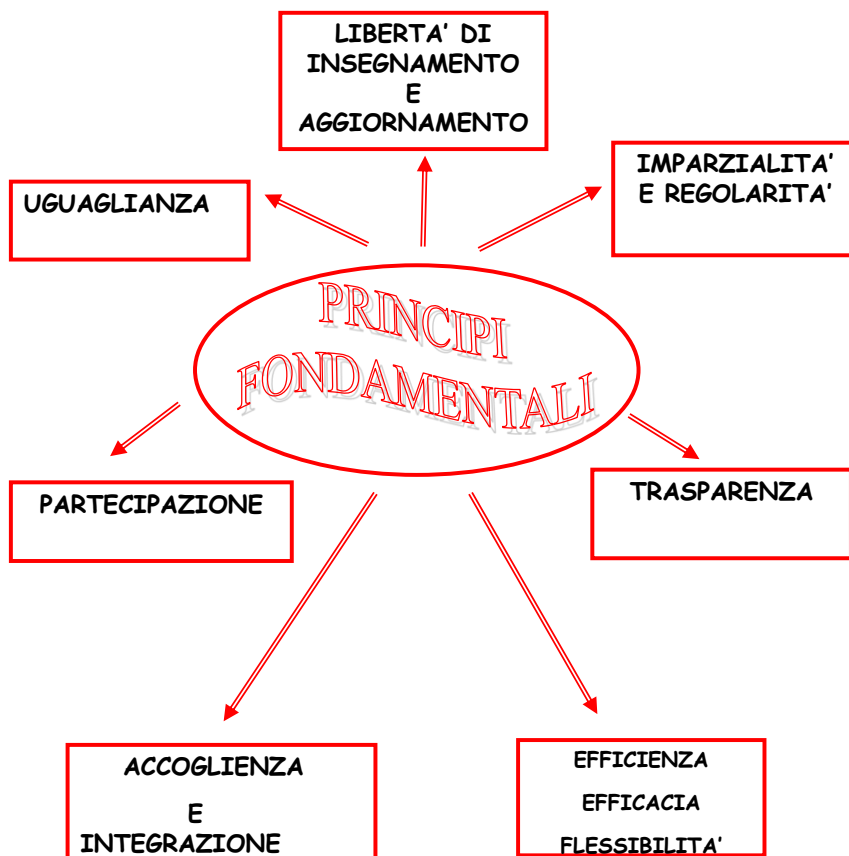 LIBERTA' DI
INSEGNAMENTO
E
AGGIORNAMENTO
IMPARZIALITA'
E REGOLARITA'
UGUAGLIANZA
PRINCIPI
FONDAMENTALI
PARTECIPAZIONE
TRASPARENZA
ACCOGLIENZA
E
INTEGRAZIONE
EFFICIENZA
EFFICACIA
FLESSIBILITA'